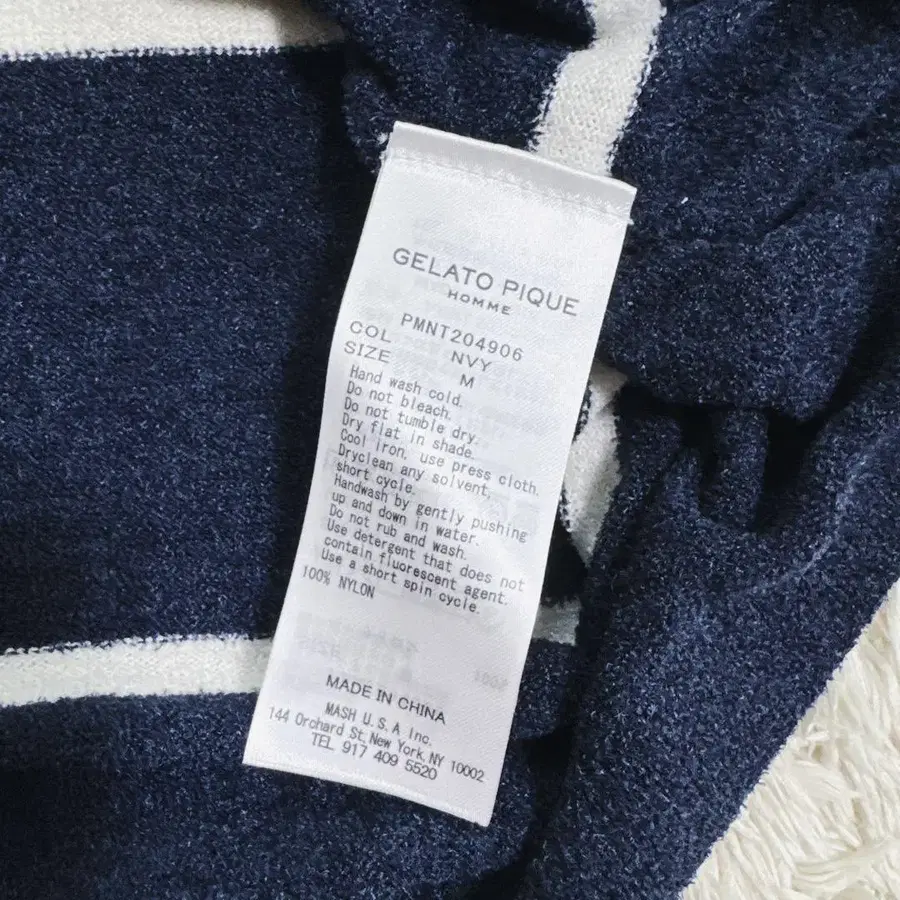 GELATO PIQUE
HOMME
PMNT204906
COL NVY
SIZE M
Hand wash cold.
Do not bleach.
Do not tumble dry.
Dry flat in shade.
Cool iron. use press cloth.
Dryclean any solvent,
short cycle.
Handwash by gently pushing
up and down in water.
Do not rub and wash.
Use detergent that does not
contain fluorescent agent.
Use a short spin cycle.
100% NYLON
MADE IN CHINA
MASH U.S.A Inc.
144 Orchard St, New York, NY 10002
TEL 917 409 5520